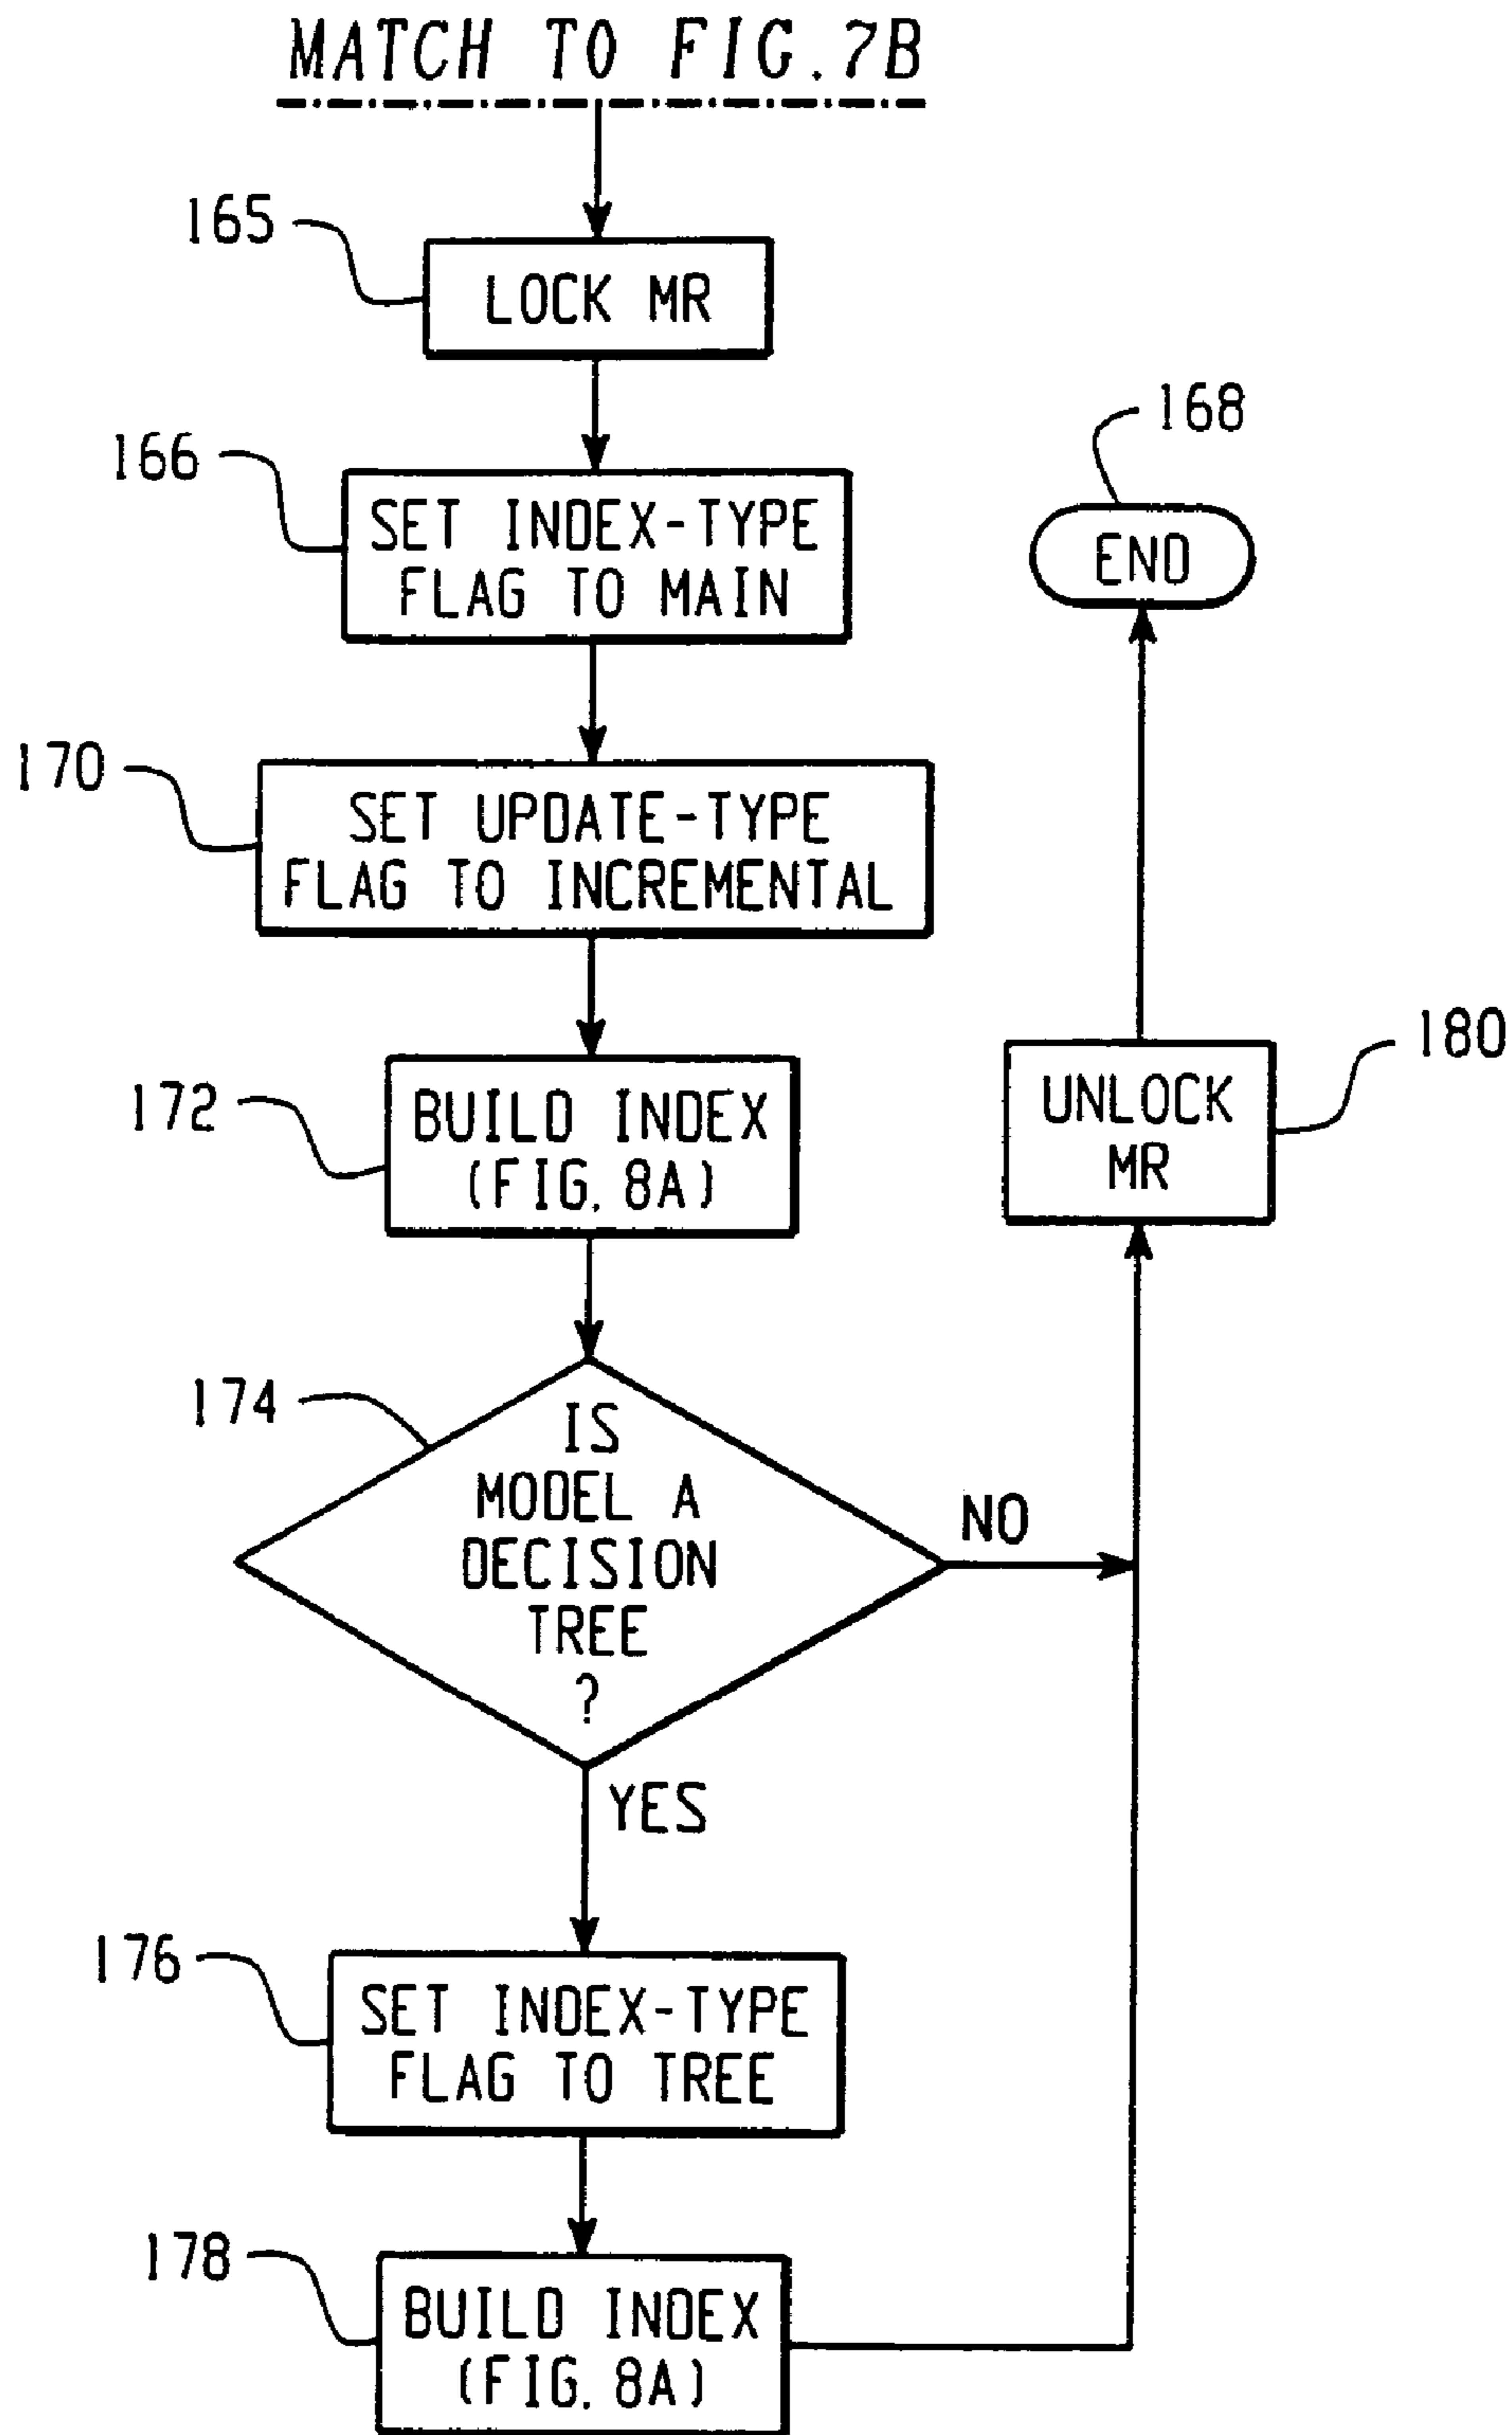 MATCH TO FIG.7B
165
LOCK MR
166
SET INDEX-TYPE
FLAG TO MAIN
168
END
170
SET UPDATE-TYPE
FLAG TO INCREMENTAL
172
BUILD INDEX
(FIG. 8A)
180
UNLOCK
MR
174
IS
MODEL A
DECISION
TREE
?
NO
YES
176
SET INDEX-TYPE
FLAG TO TREE
178
BUILD INDEX
(FIG. 8A)